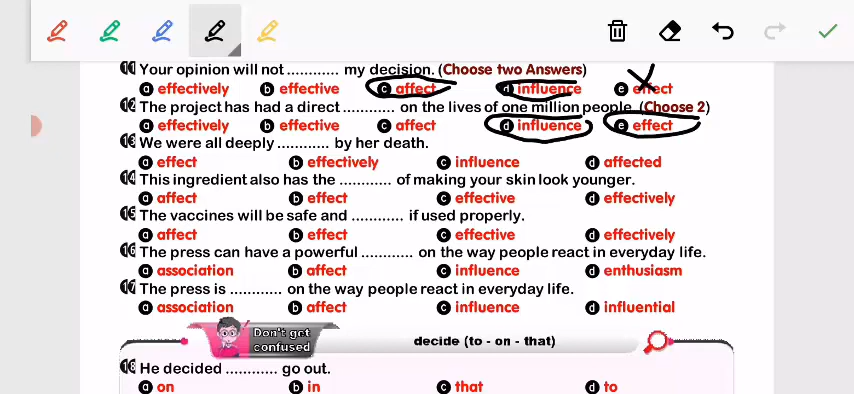 11 Your opinion will not ............ my decision. (Choose two Answers)
a effectively b effective c affect d influence e effect
12 The project has had a direct ............ on the lives of one million people. (Choose 2)
a effectively b effective c affect d influence e effect
13 We were all deeply ............ by her death.
a effect b effectively c influence d affected
14 This ingredient also has the ............ of making your skin look younger.
a affect b effect c effective d effectively
15 The vaccines will be safe and ............ if used properly.
a affect b effect c effective d effectively
16 The press can have a powerful ............ on the way people react in everyday life.
a association b affect c influence d enthusiasm
17 The press is ............ on the way people react in everyday life.
a association b affect c influence d influential
Don't get
confused
decide (to - on - that)
18 He decided ............ go out.
a on b in c that d to